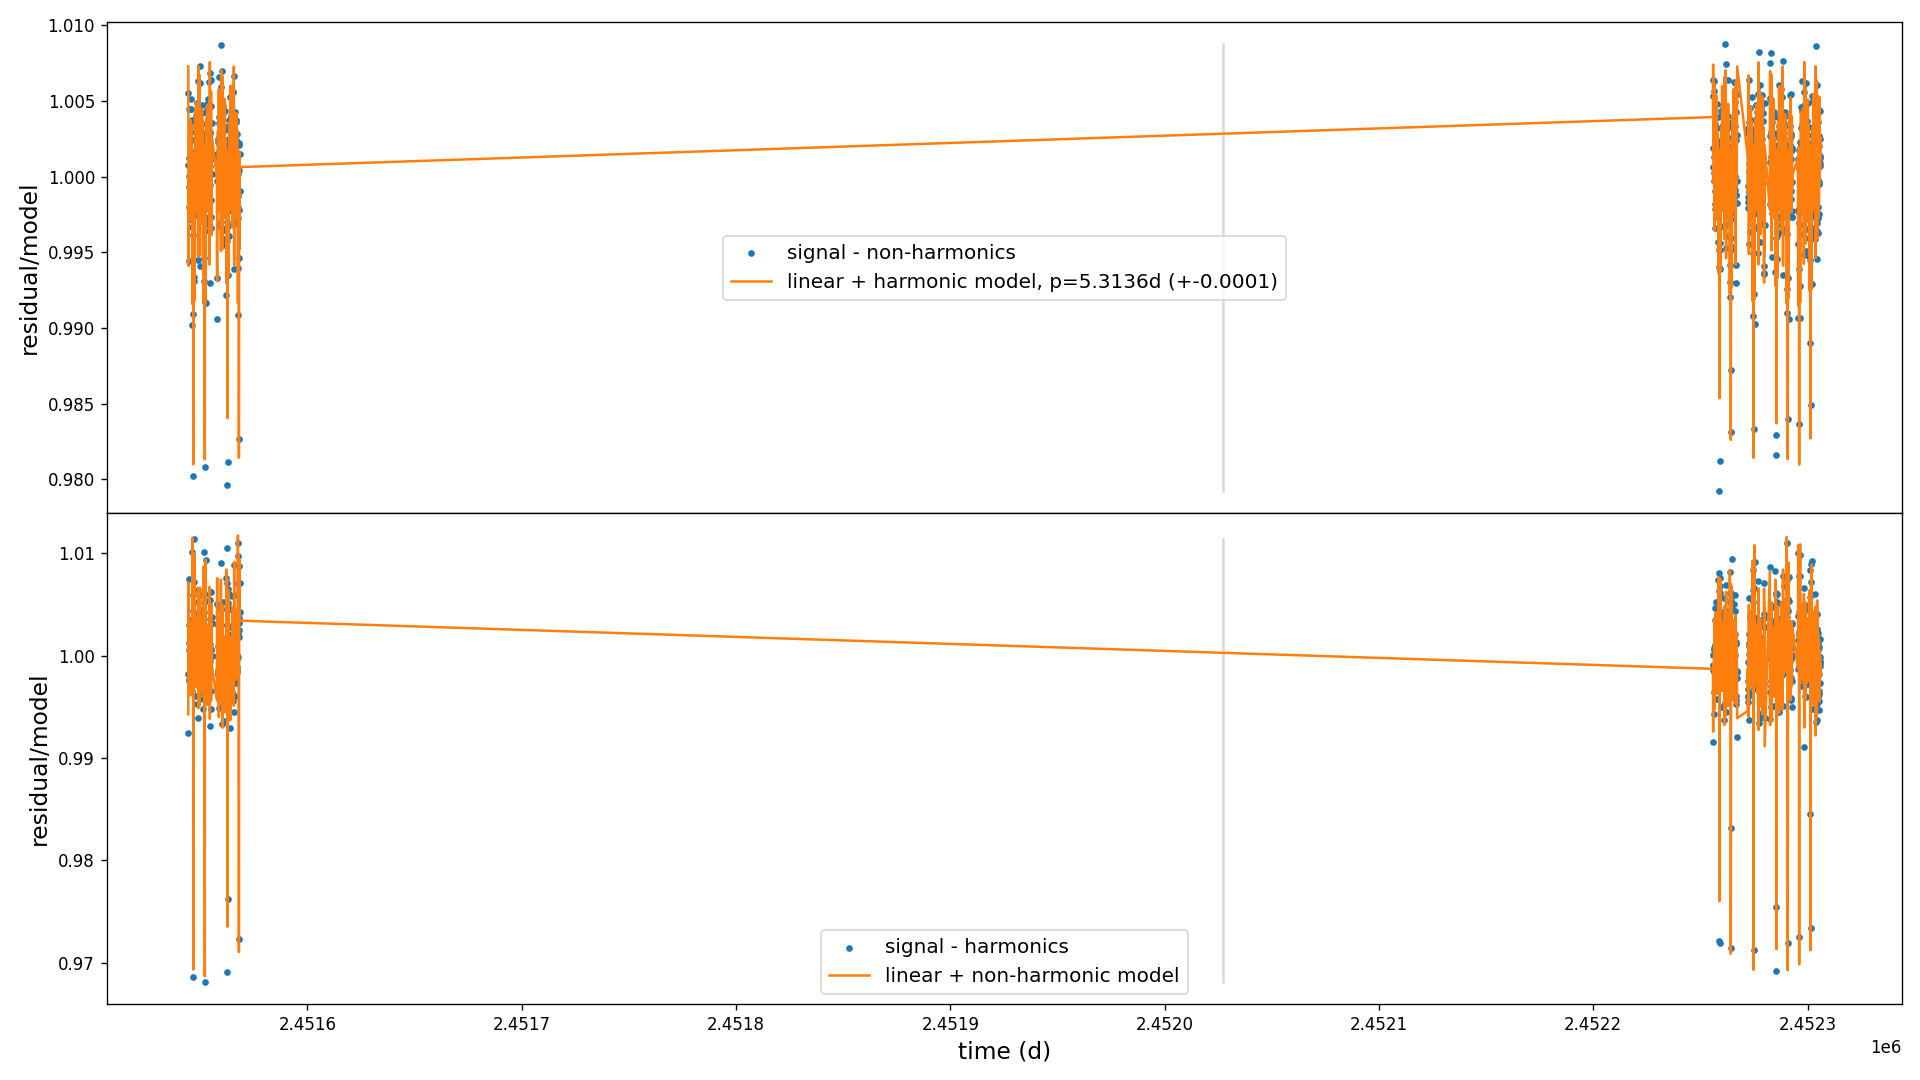 1.010
1.005
1.000
0.995
0.990
0.985
0.980
residual/model
signal - non-harmonics
linear + harmonic model, p=5.3136d (+-0.0001)
1.01
1.00
0.99
0.98
0.97
residual/model
signal - harmonics
linear + non-harmonic model
2.4516 2.4517 2.4518 2.4519 2.4520 2.4521 2.4522 2.4523
1e6
time (d)